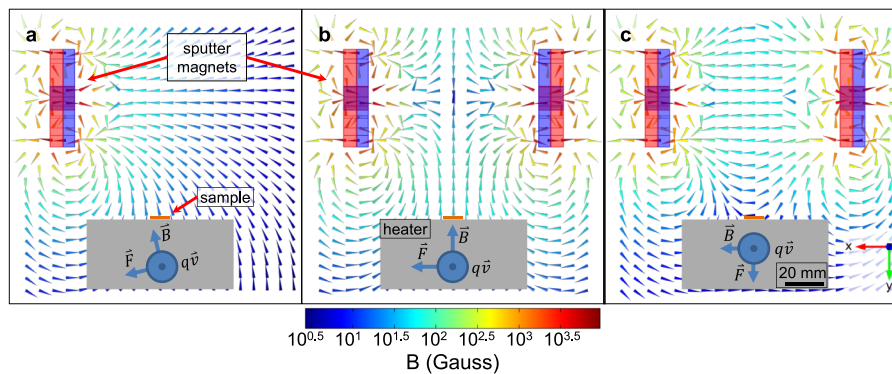 a
sputter
magnets
sample
B⃗
F⃗
qv⃗
b
heater
B⃗
F⃗
qv⃗
c
B⃗
F⃗
qv⃗
x
y
20 mm
10^0.5 10^1 10^1.5 10^2 10^2.5 10^3 10^3.5
B (Gauss)